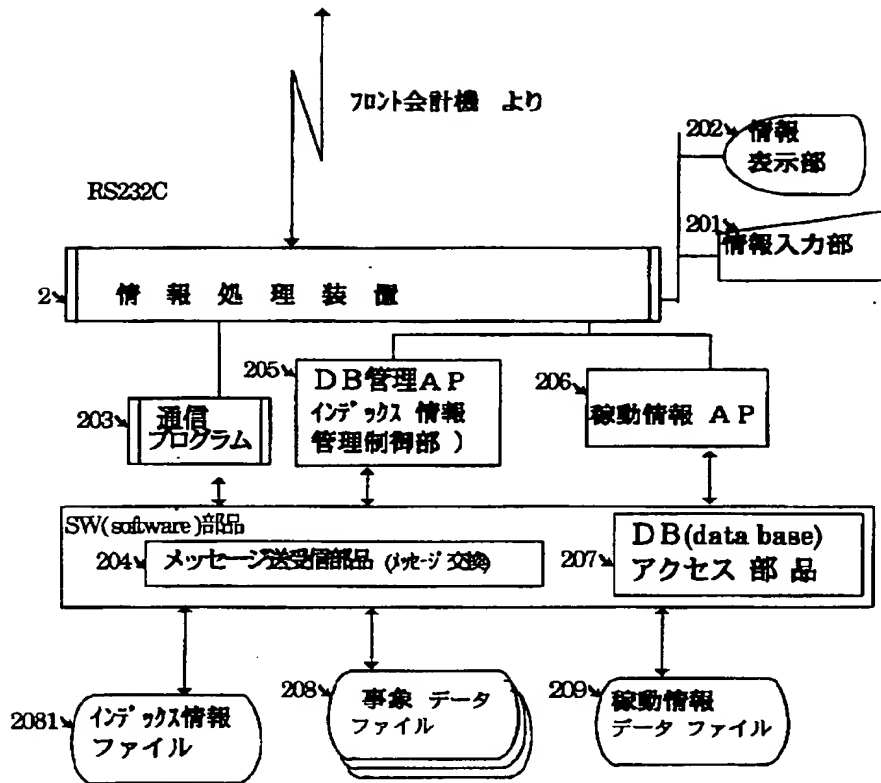 フロント会計機 より
RS232C
202 情報
表示部
201
情報入力部
2 情 報 処 理 装 置
205 DB管理AP
インデックス 情報
管理制御部 )
206
稼動情報 AP
203 通信
プログラム
SW(software)部品
204 メッセージ送受信部品 (メッセージ 交換)
207 DB(data base)
アクセス 部 品
2081 インデックス情報
ファイル
208 事象 データ
ファイル
209 稼動情報
データ ファイル